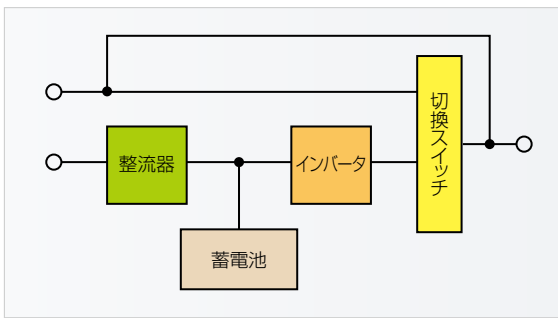 切換スイッチ
整流器
インバータ
蓄電池